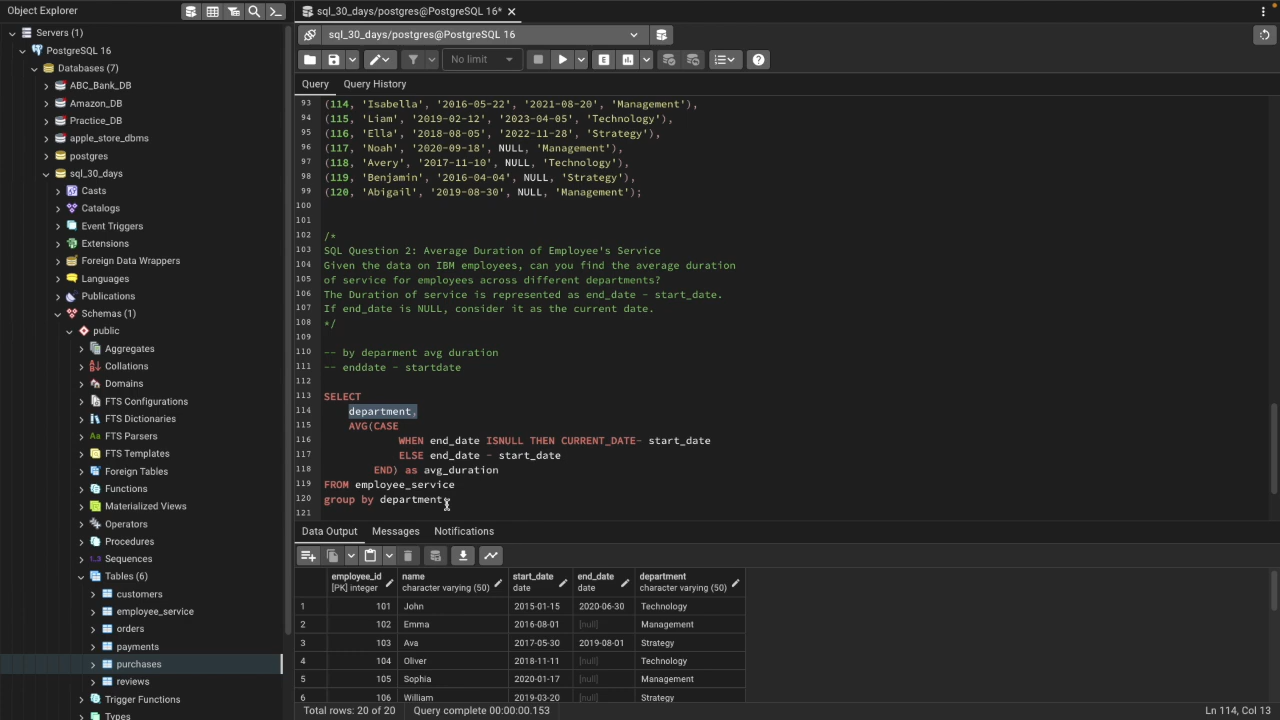 Object Explorer
sql_30_days/postgres@PostgreSQL 16*
Servers (1)
PostgreSQL 16
Databases (7)
ABC_Bank_DB
Amazon_DB
Practice_DB
apple_store_dbms
postgres
sql_30_days
Casts
Catalogs
Event Triggers
Extensions
Foreign Data Wrappers
Languages
Publications
Schemas (1)
public
Aggregates
Collations
Domains
FTS Configurations
FTS Dictionaries
FTS Parsers
FTS Templates
Foreign Tables
Functions
Materialized Views
Operators
Procedures
Sequences
Tables (6)
customers
employee_service
orders
payments
purchases
reviews
Trigger Functions
Types
sql_30_days/postgres@PostgreSQL 16
No limit
Query Query History
93 (114, 'Isabella', '2016-05-22', '2021-08-20', 'Management'),
94 (115, 'Liam', '2019-02-12', '2023-04-05', 'Technology'),
95 (116, 'Ella', '2018-08-05', '2022-11-28', 'Strategy'),
96 (117, 'Noah', '2020-09-18', NULL, 'Management'),
97 (118, 'Avery', '2017-11-10', NULL, 'Technology'),
98 (119, 'Benjamin', '2016-04-04', NULL, 'Strategy'),
99 (120, 'Abigail', '2019-08-30', NULL, 'Management');
100
101
102 /*
103 SQL Question 2: Average Duration of Employee's Service
104 Given the data on IBM employees, can you find the average duration
105 of service for employees across different departments?
106 The Duration of service is represented as end_date - start_date.
107 If end_date is NULL, consider it as the current date.
108 */
109
110 -- by deparment avg duration
111 -- enddate - startdate
112
113 SELECT
114 department,
115 AVG(CASE
116 WHEN end_date ISNULL THEN CURRENT_DATE- start_date
117 ELSE end_date - start_date
118 END) as avg_duration
119 FROM employee_service
120 group by department
121
Data Output Messages Notifications
employee_id [PK] integer name character varying (50) start_date date end_date date department character varying (50)
1 101 John 2015-01-15 2020-06-30 Technology
2 102 Emma 2016-08-01 [null] Management
3 103 Ava 2017-05-30 2019-08-01 Strategy
4 104 Oliver 2018-11-11 [null] Technology
5 105 Sophia 2020-01-17 [null] Management
6 106 William 2019-03-20 [null] Strategy
Total rows: 20 of 20 Query complete 00:00:00.153 Ln 114, Col 13